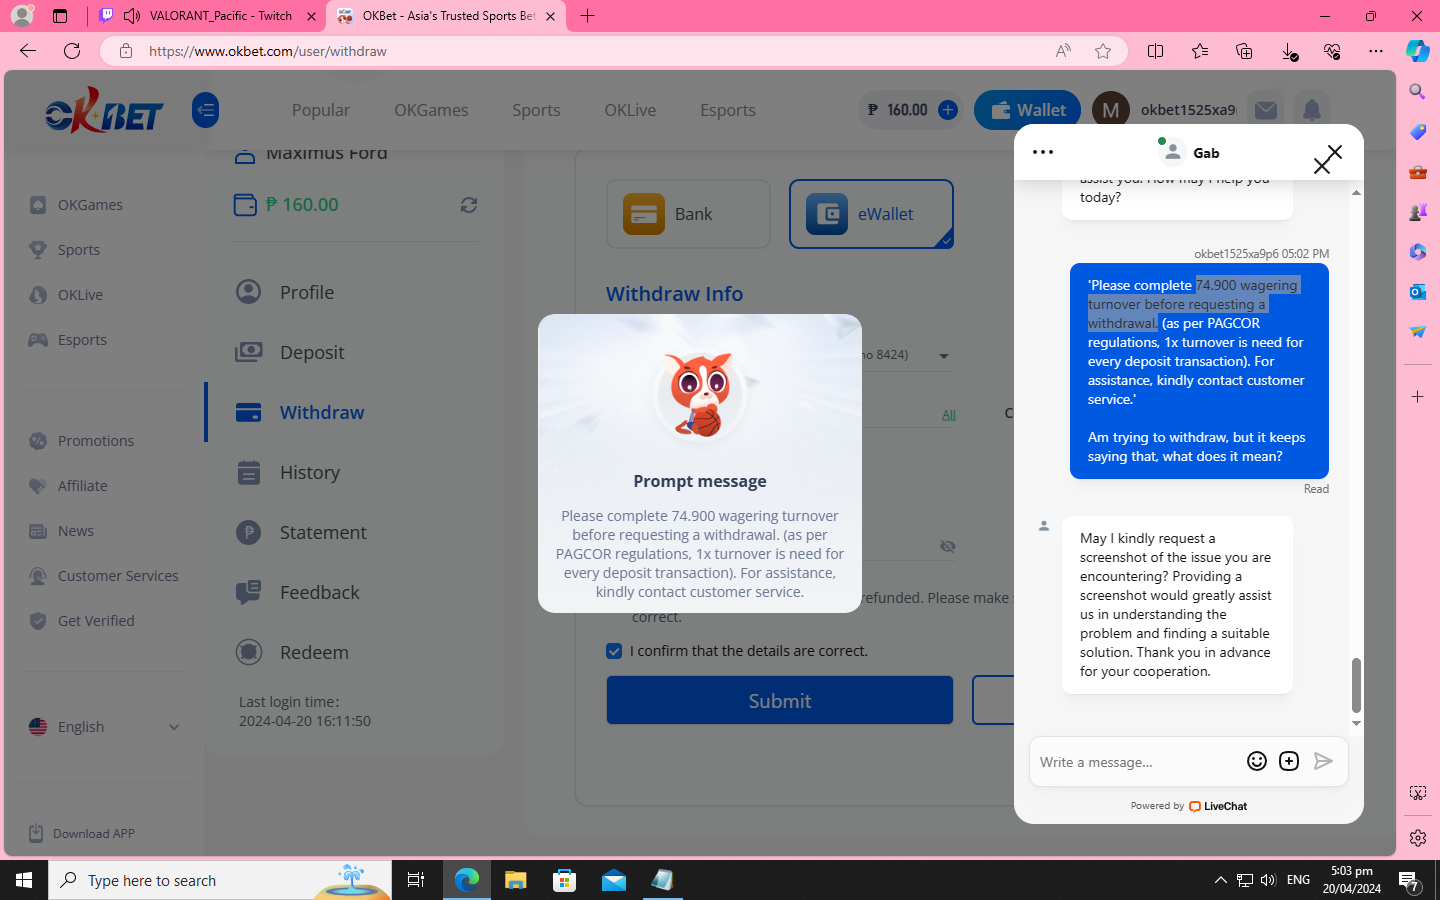 VALORANT_Pacific - Twitch
OKBet - Asia's Trusted Sports Bet
https://www.okbet.com/user/withdraw
OKBET
Popular
OKGames
Sports
OKLive
Esports
₱ 160.00
Wallet
M
okbet1525xa9
OKGames
Sports
OKLive
Esports
Promotions
Affiliate
News
Customer Services
Get Verified
English
Download APP
Maximus Ford
₱ 160.00
Profile
Deposit
Withdraw
History
Statement
Feedback
Redeem
Last login time：
2024-04-20 16:11:50
Bank
eWallet
Withdraw Info
no 8424)
All
C
refunded. Please make
correct.
I confirm that the details are correct.
Submit
Prompt message
Please complete 74.900 wagering turnover
before requesting a withdrawal. (as per
PAGCOR regulations, 1x turnover is need for
every deposit transaction). For assistance,
kindly contact customer service.
Gab
assist you. How may I help you
today?
okbet1525xa9p6 05:02 PM
'Please complete 74.900 wagering
turnover before requesting a
withdrawal. (as per PAGCOR
regulations, 1x turnover is need for
every deposit transaction). For
assistance, kindly contact customer
service.'
Am trying to withdraw, but it keeps
saying that, what does it mean?
Read
May I kindly request a
screenshot of the issue you are
encountering? Providing a
screenshot would greatly assist
us in understanding the
problem and finding a suitable
solution. Thank you in advance
for your cooperation.
Write a message...
Powered by LiveChat
Type here to search
ENG
5:03 pm
20/04/2024
7